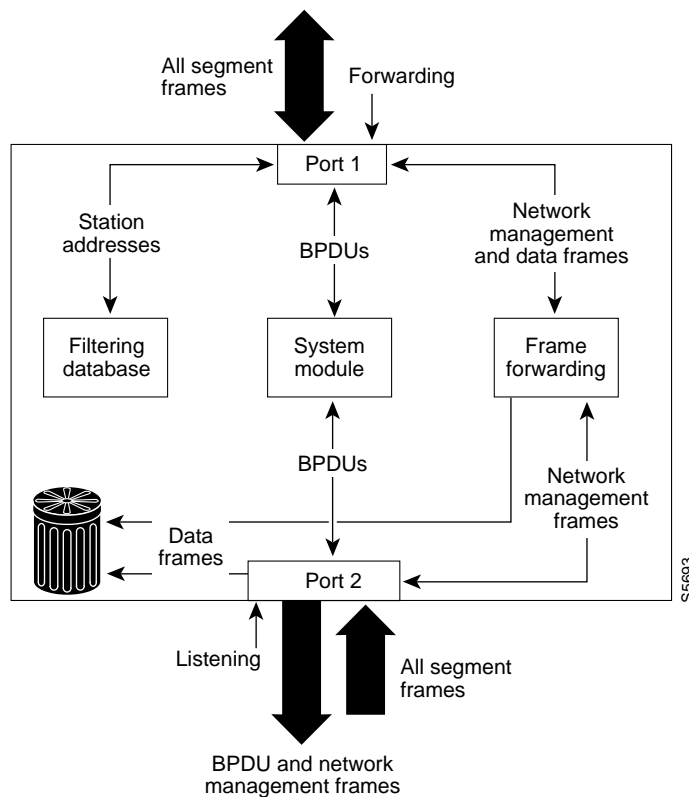 All segment
frames
Forwarding
Port 1
Station
addresses
BPDUs
Network
management
and data frames
Filtering
database
System
module
Frame
forwarding
BPDUs
Network
management
frames
Data
frames
Port 2
S5693
Listening
All segment
frames
BPDU and network
management frames